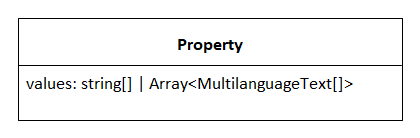 Property
values: string[] | Array<MultilanguageText[]>